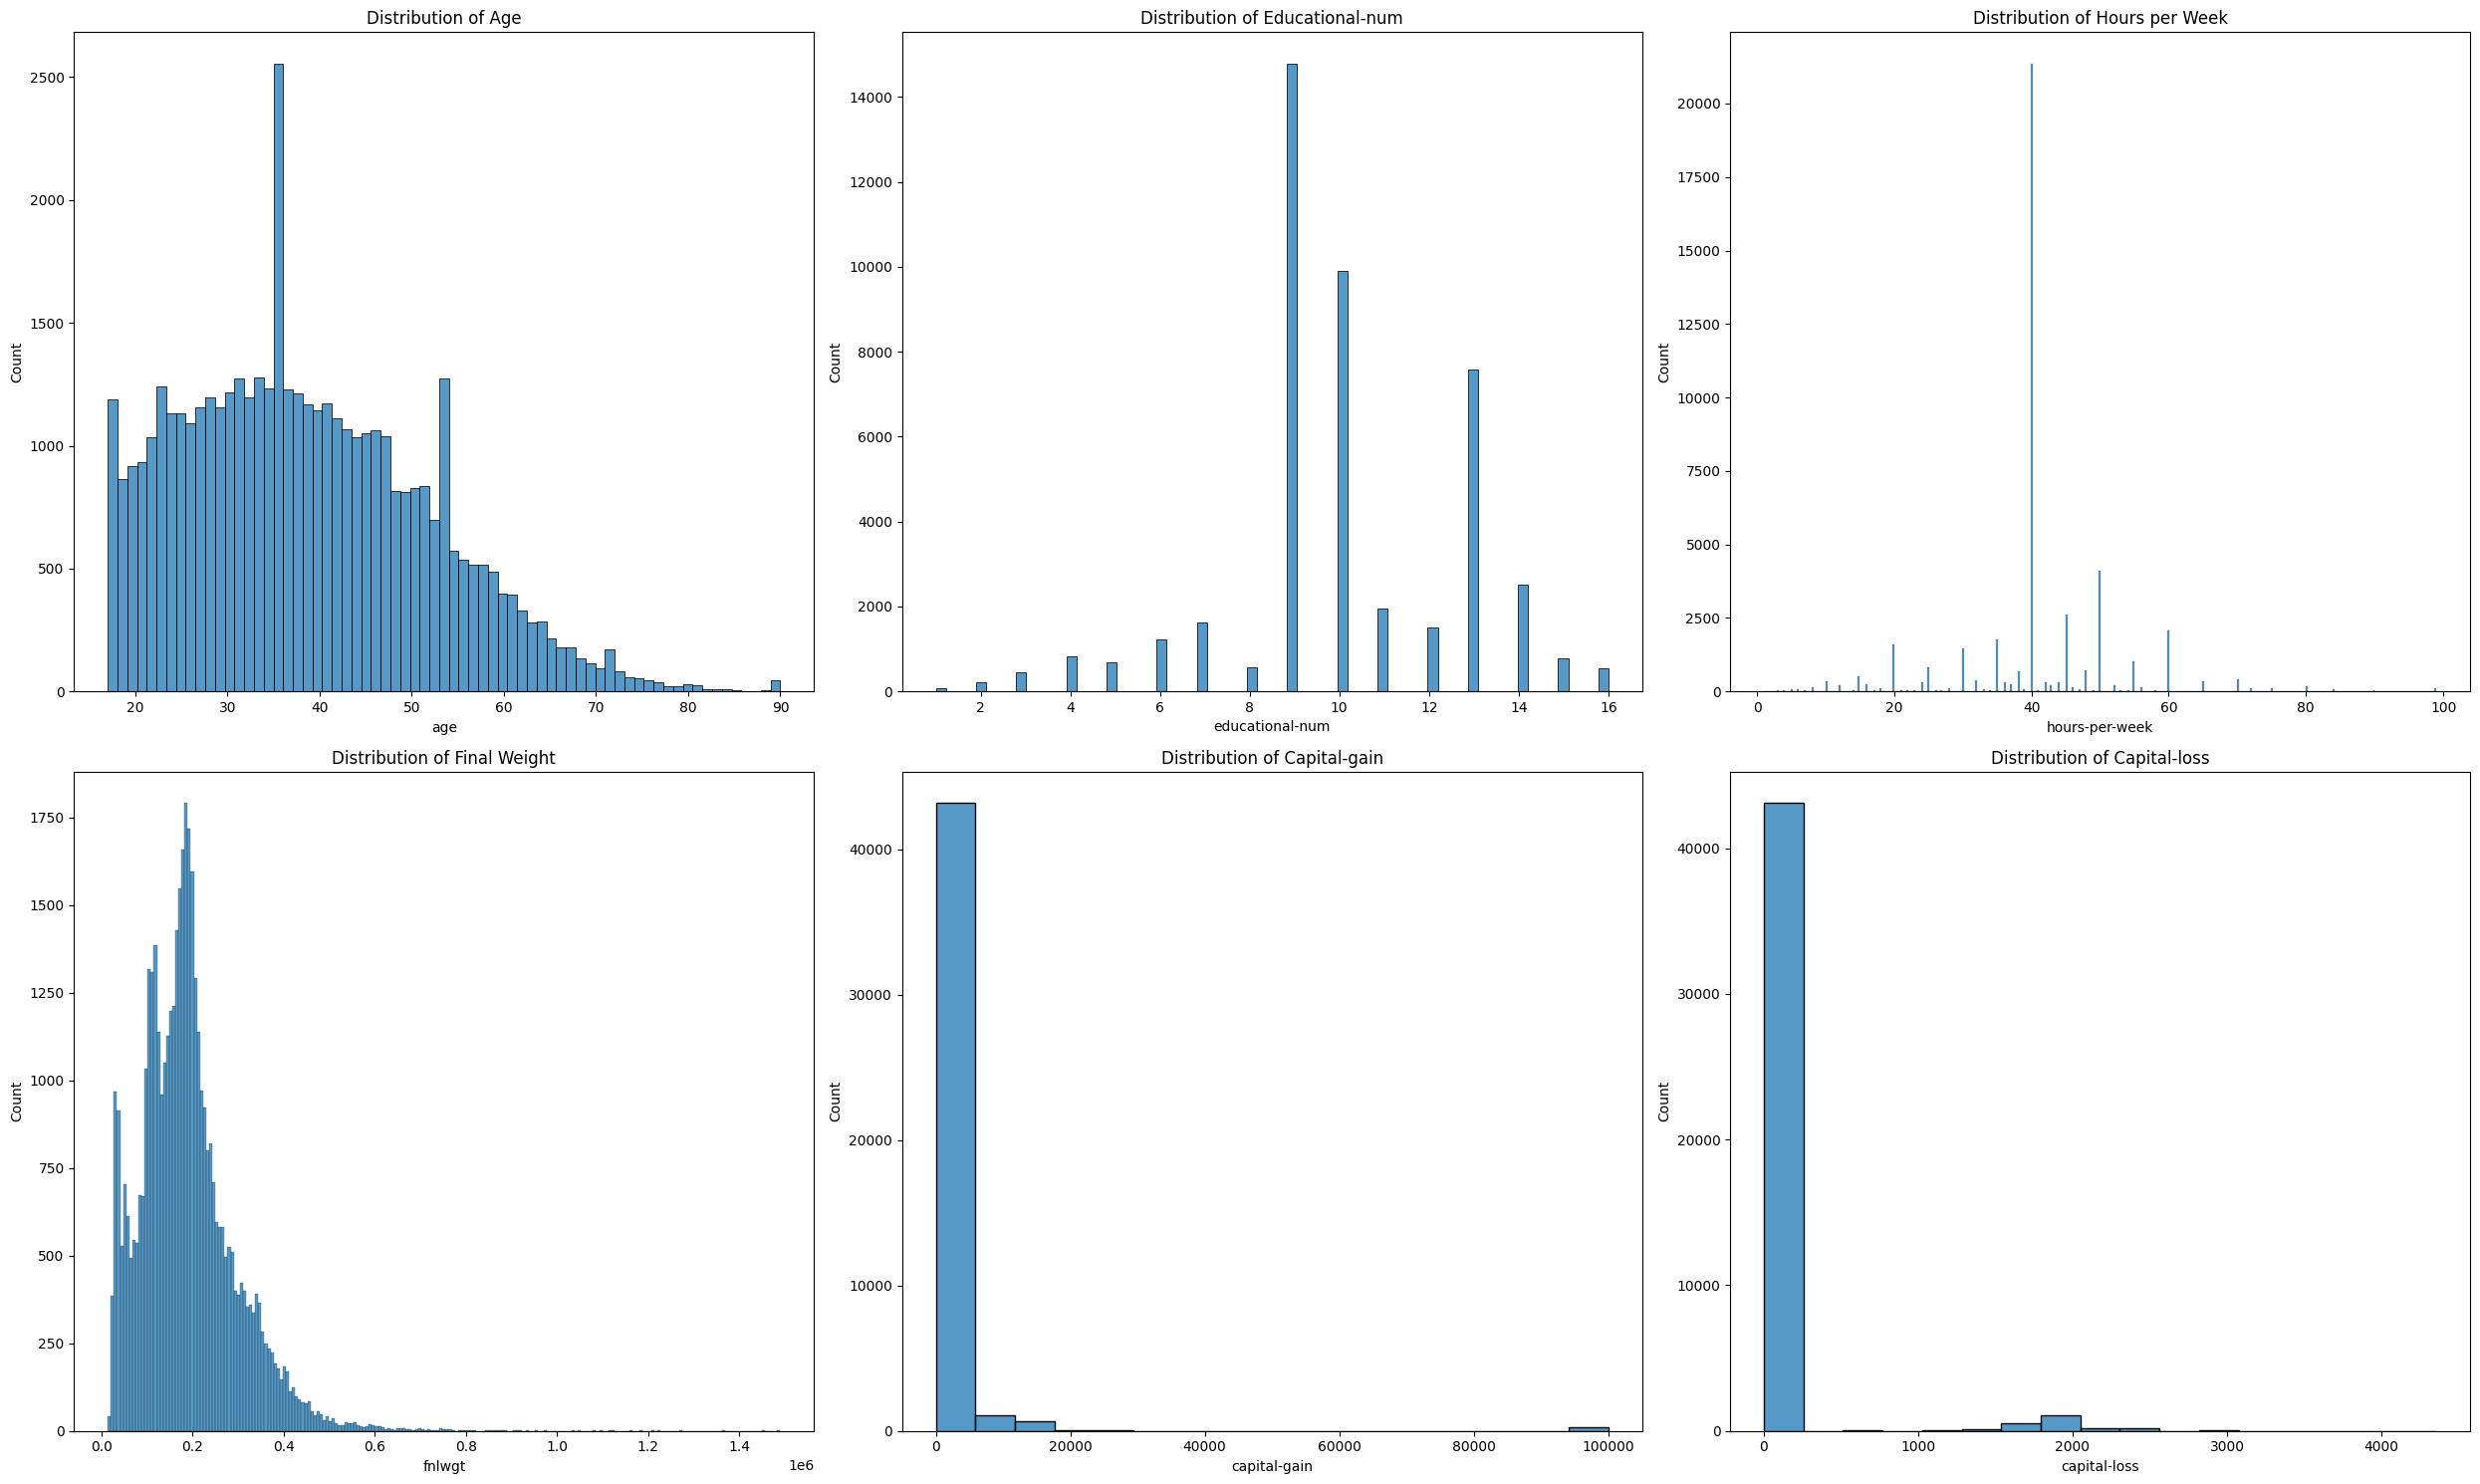 Distribution of Age
Count
2500
2000
1500
1000
500
0
20 30 40 50 60 70 80 90
age
Distribution of Educational-num
Count
14000
12000
10000
8000
6000
4000
2000
0
2 4 6 8 10 12 14 16
educational-num
Distribution of Hours per Week
Count
20000
17500
15000
12500
10000
7500
5000
2500
0
0 20 40 60 80 100
hours-per-week
Distribution of Final Weight
Count
1750
1500
1250
1000
750
500
250
0
0.0 0.2 0.4 0.6 0.8 1.0 1.2 1.4
1e6
fnlwgt
Distribution of Capital-gain
Count
40000
30000
20000
10000
0
0 20000 40000 60000 80000 100000
capital-gain
Distribution of Capital-loss
Count
40000
30000
20000
10000
0
0 1000 2000 3000 4000
capital-loss